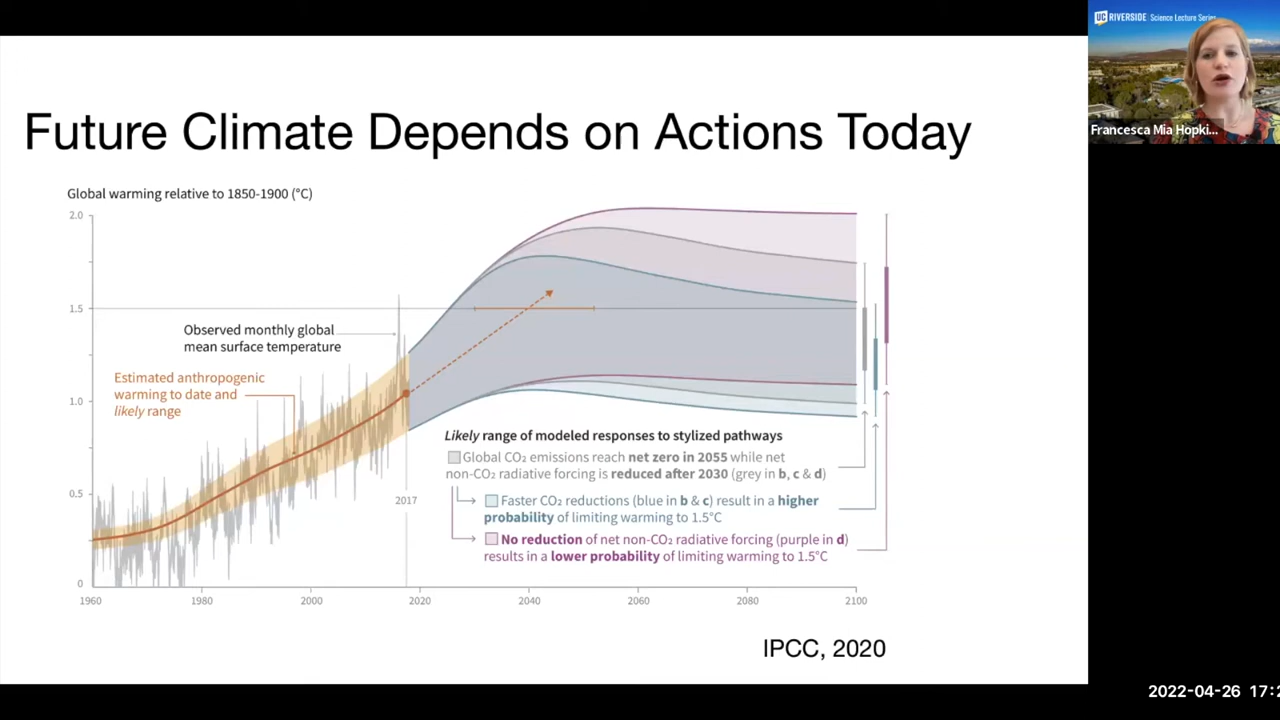 UC RIVERSIDE Science Lecture Series
Francesca Mia Hopki...
Future Climate Depends on Actions Today
Global warming relative to 1850-1900 (°C)
2.0
1.5
1.0
0.5
0
Observed monthly global
mean surface temperature
Estimated anthropogenic
warming to date and
likely range
2017
Likely range of modeled responses to stylized pathways
Global CO₂ emissions reach net zero in 2055 while net
non-CO₂ radiative forcing is reduced after 2030 (grey in b, c & d)
Faster CO₂ reductions (blue in b & c) result in a higher
probability of limiting warming to 1.5°C
No reduction of net non-CO₂ radiative forcing (purple in d)
results in a lower probability of limiting warming to 1.5°C
1960 1980 2000 2020 2040 2060 2080 2100
IPCC, 2020
2022-04-26 17:2